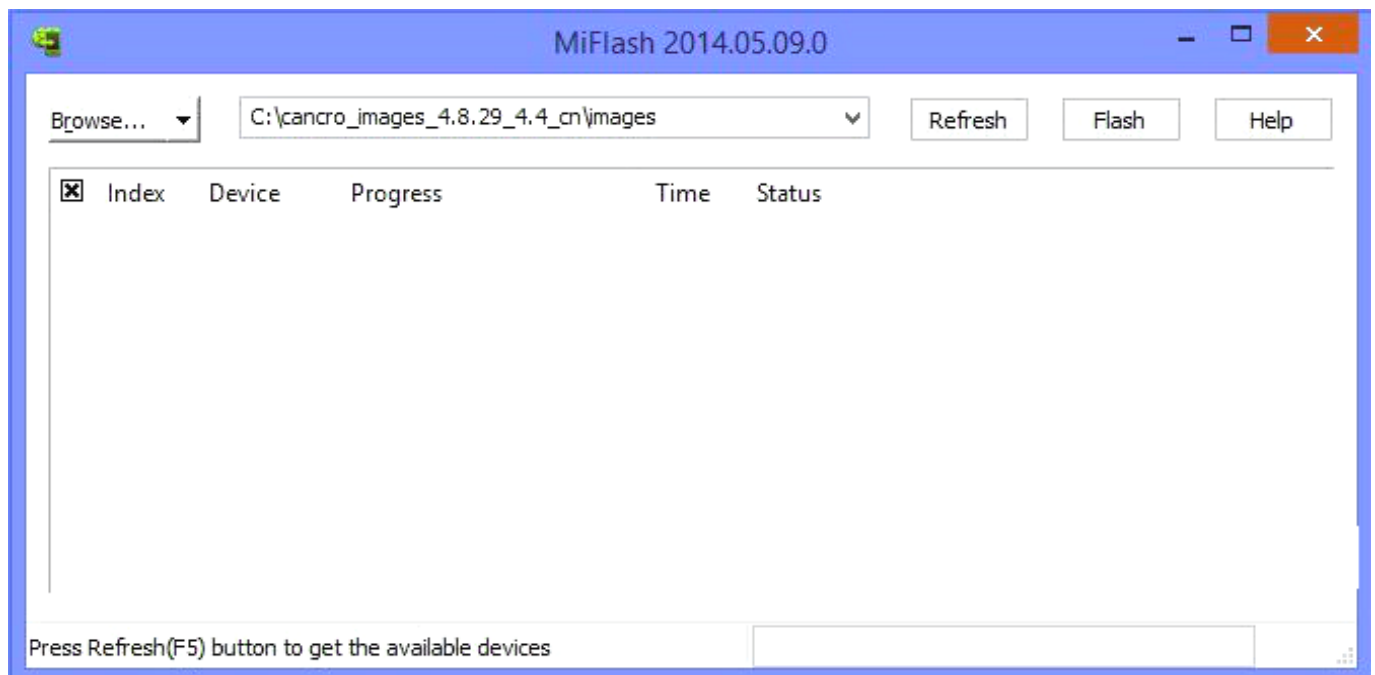 MiFlash 2014.05.09.0
Browse... C:\cancro_images_4.8.29_4.4_cn\images Refresh Flash Help
Index Device Progress Time Status
Press Refresh(F5) button to get the available devices